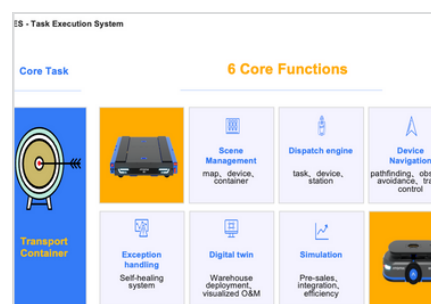 ES - Task Execution System
Core Task
6 Core Functions
Transport
Container
Scene
Management
map, device,
container
Dispatch engine
task, device,
station
Device
Navigation
pathfinding, obs
avoidance, tra
control
Exception
handling
Self-healing
system
Digital twin
Warehouse
deployment,
visualized O&M
Simulation
Pre-sales,
integration,
efficiency